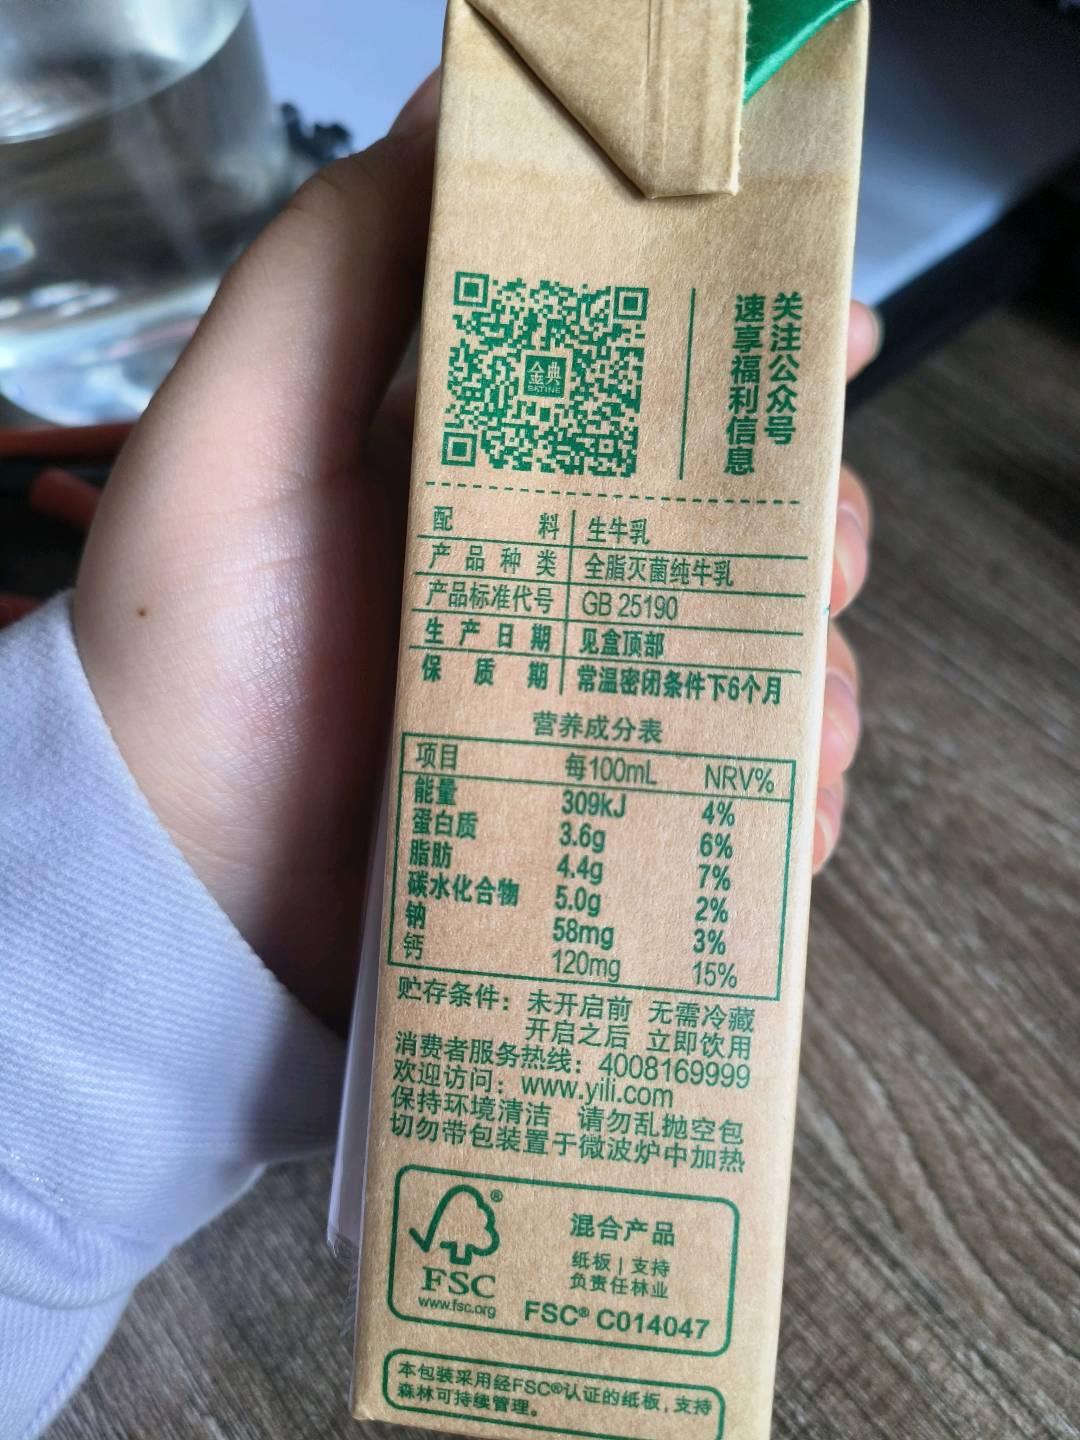 金典
SATINE
关注公众号
速享福利信息
配料 生牛乳
产品种类 全脂灭菌纯牛乳
产品标准代号 GB 25190
生产日期 见盒顶部
保质期 常温密闭条件下6个月
营养成分表
项目 每100mL NRV%
能量 309kJ 4%
蛋白质 3.6g 6%
脂肪 4.4g 7%
碳水化合物 5.0g 2%
钠 58mg 3%
钙 120mg 15%
贮存条件：未开启前 无需冷藏
开启之后 立即饮用
消费者服务热线：4008169999
欢迎访问：www.yili.com
保持环境清洁 请勿乱抛空包
切勿带包装置于微波炉中加热
FSC®
www.fsc.org
混合产品
纸板 | 支持
负责任林业
FSC® C014047
本包装采用经FSC®认证的纸板，支持
森林可持续管理。